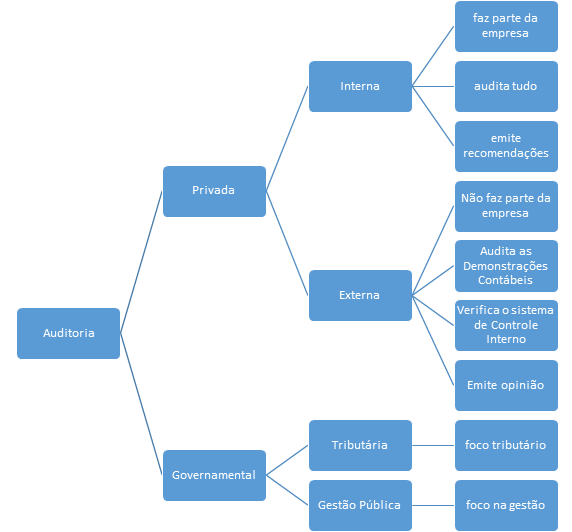 faz parte da
empresa
Interna
audita tudo
emite
recomendações
Privada
Não faz parte da
empresa
Audita as
Demonstrações
Contábeis
Externa
Verifica o sistema
de Controle
Interno
Auditoria
Emite opinião
Tributária
foco tributário
Governamental
Gestão Pública
foco na gestão